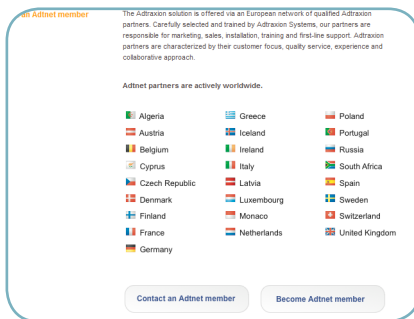 an Adtnet member
The Adtraxion solution is offered via an European network of qualified Adtraxion
partners. Carefully selected and trained by Adtraxion Systems, our partners are
responsible for marketing, sales, installation, training and first-line support. Adtraxion
partners are characterized by their customer focus, quality service, experience and
collaborative approach.
Adtnet partners are actively worldwide.
Algeria
Austria
Belgium
Cyprus
Czech Republic
Denmark
Finland
France
Germany
Greece
Iceland
Ireland
Italy
Latvia
Luxembourg
Monaco
Netherlands
Poland
Portugal
Russia
South Africa
Spain
Sweden
Switzerland
United Kingdom
Contact an Adtnet member
Become Adtnet member